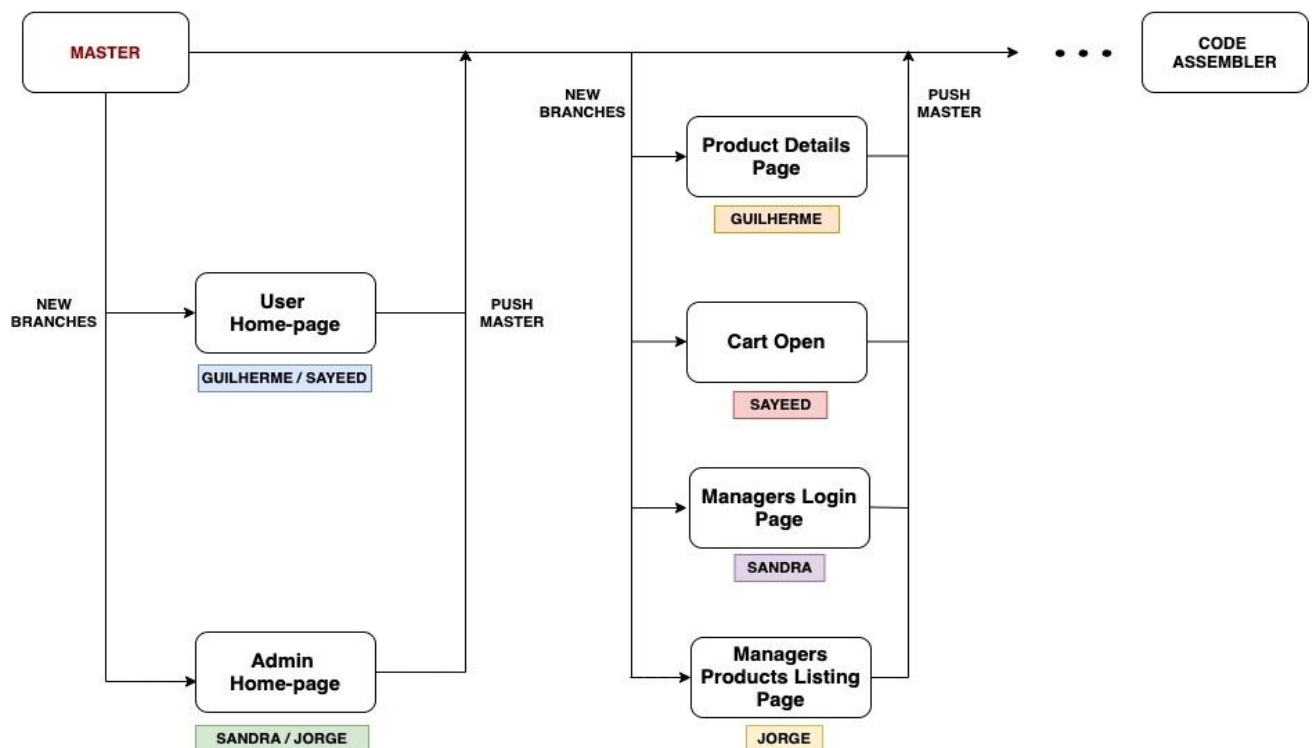 MASTER
CODE
ASSEMBLER
NEW
BRANCHES
PUSH
MASTER
Product Details
Page
GUILHERME
NEW
BRANCHES
User
Home-page
PUSH
MASTER
GUILHERME / SAYEED
Cart Open
SAYEED
Managers Login
Page
SANDRA
Admin
Home-page
SANDRA / JORGE
Managers
Products Listing
Page
JORGE